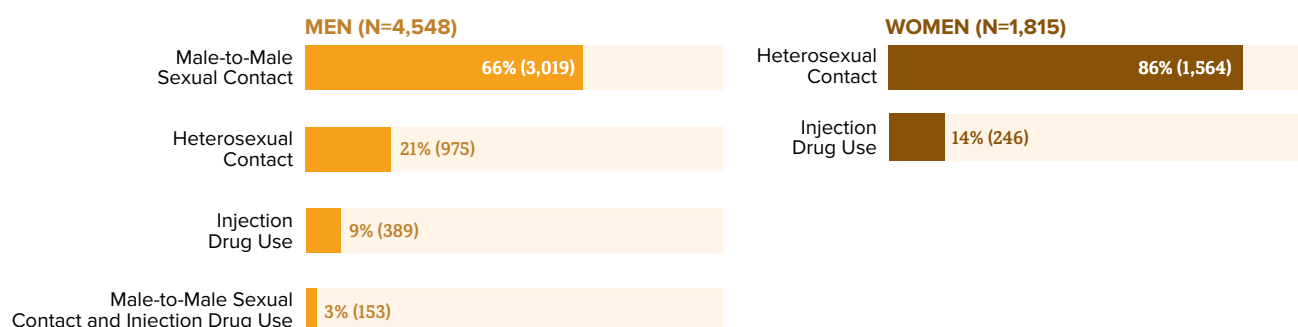 MEN (N=4,548)
Male-to-Male
Sexual Contact
66% (3,019)
Heterosexual
Contact
21% (975)
Injection
Drug Use
9% (389)
Male-to-Male Sexual
Contact and Injection Drug Use
3% (153)
WOMEN (N=1,815)
Heterosexual
Contact
86% (1,564)
Injection
Drug Use
14% (246)